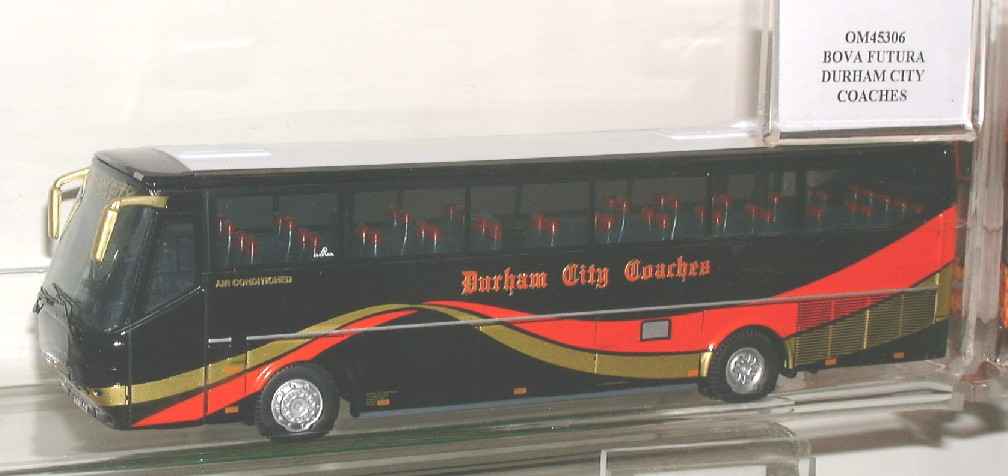 OM45306
BOVA FUTURA
DURHAM CITY
COACHES
Durham City Coaches
AIR CONDITIONED